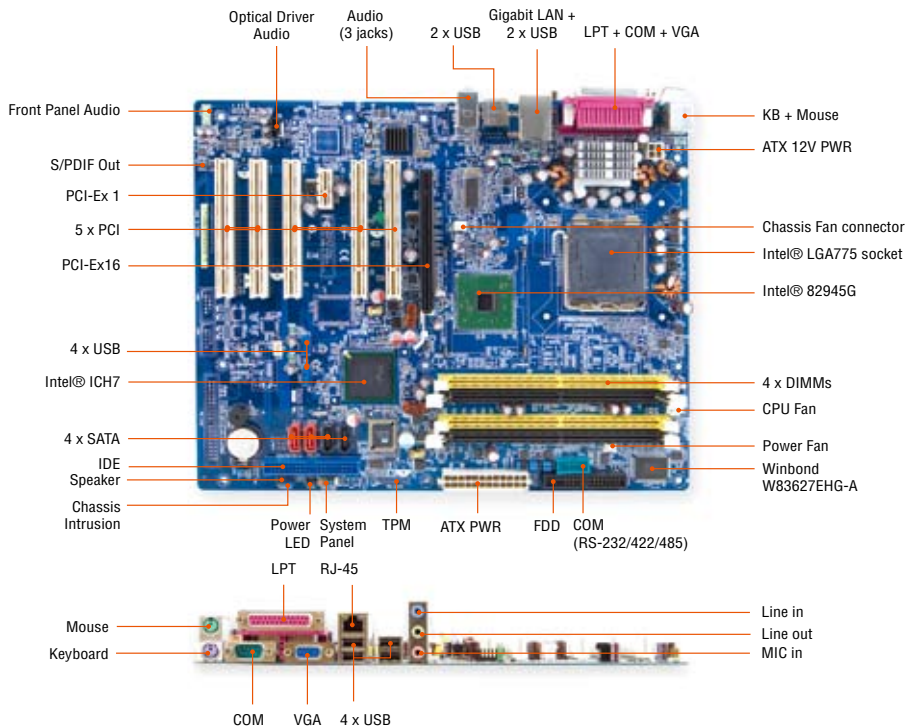 Optical Driver
Audio
Audio
(3 jacks)
2 x USB
Gigabit LAN +
2 x USB
LPT + COM + VGA
Front Panel Audio
S/PDIF Out
PCI-Ex 1
5 x PCI
PCI-Ex16
4 x USB
Intel® ICH7
4 x SATA
IDE
Speaker
Chassis
Intrusion
KB + Mouse
ATX 12V PWR
Chassis Fan connector
Intel® LGA775 socket
Intel® 82945G
4 x DIMMs
CPU Fan
Power Fan
Winbond
W83627EHG-A
Power
LED
System
Panel
TPM
ATX PWR
FDD
COM
(RS-232/422/485)
LPT
RJ-45
Mouse
Keyboard
Line in
Line out
MIC in
COM
VGA
4 x USB